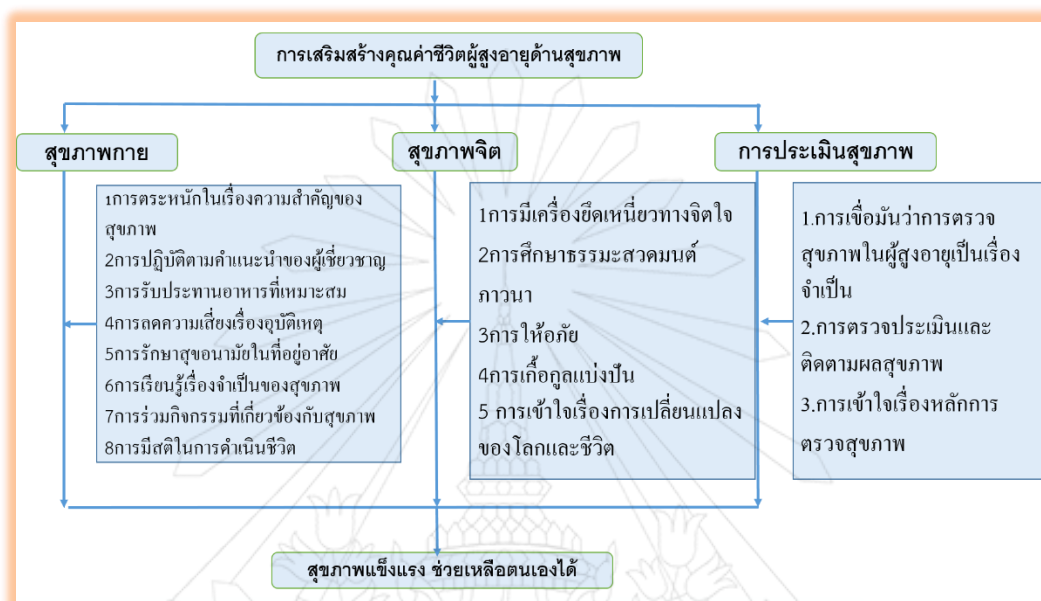 การเสริมสร้างคุณค่าชีวิตผู้สูงอายุด้านสุขภาพ
สุขภาพกาย
1การตระหนักในเรื่องความสำคัญของ
สุขภาพ
2การปฏิบัติตามคำแนะนำของผู้เชี่ยวชาญ
3การรับประทานอาหารที่เหมาะสม
4การลดความเสี่ยงเรื่องอุบัติเหตุ
5การรักษาสุขอนามัยในที่อยู่อาศัย
6การเรียนรู้เรื่องจำเป็นของสุขภาพ
7การร่วมกิจกรรมที่เกี่ยวข้องกับสุขภาพ
8การมีสติในการดำเนินชีวิต
สุขภาพจิต
1การมีเครื่องยึดเหนี่ยวทางจิตใจ
2การศึกษาธรรมะสวดมนต์
ภาวนา
3การให้อภัย
4การเกื้อกูลแบ่งปัน
5 การเข้าใจเรื่องการเปลี่ยนแปลง
ของโลกและชีวิต
การประเมินสุขภาพ
1.การเชื่อมันว่าการตรวจ
สุขภาพในผู้สูงอายุเป็นเรื่อง
จำเป็น
2.การตรวจประเมินและ
ติดตามผลสุขภาพ
3.การเข้าใจเรื่องหลักการ
ตรวจสุขภาพ
สุขภาพแข็งแรง ช่วยเหลือตนเองได้